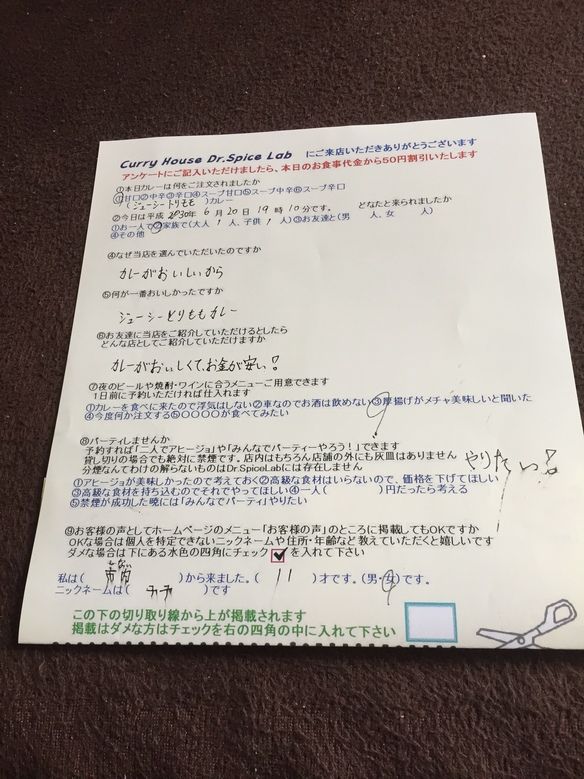 Curry House Dr.Spice Lab にご来店いただきありがとうございます
アンケートにご記入いただけましたら、本日のお食事代金から50円割引いたします
①本日カレーは何をご注文されましたか
①甘口②中辛③辛口④スープ甘口⑤スープ中辛⑥スープ辛口
(ジューシーとりもも)カレー
②今日は平成 2030年 6月 20日 19時 10分です。 どなたと来られましたか
①お一人で②家族で(大人 1 人、子供 1 人)③お友達と(男 人、女 人)
④その他
④なぜ当店を選んでいただいたのですか
カレーがおいしいから
⑤何が一番おいしかったですか
ジューシーとりももカレー
⑥お友達に当店をご紹介していただけるとしたら
どんな店としてご紹介していただけますか
カレーがおいしくて、お金が安い!
⑦夜のビールや焼酎・ワインに合うメニューご用意できます
1日前に予約いただければ仕入れます
①カレーを食べに来たので浮気はしない②車なのでお酒は飲めない③厚揚げがメチャ美味しいと聞いた
④今度何か注文する⑤○○○○が食べてみたい
⑧パーティしませんか
予約すれば「二人でアヒージョ」や「みんなでパーティーやろう!」できます
貸し切りの場合でも絶対に禁煙です。店内はもちろん店舗の外にも灰皿はありません
分煙なんてわけの解らないものはDr.SpiceLabには存在しません
やりたい!
①アヒージョが美味しかったので考えておく②高級な食材はいらないので、価格を下げてほしい
③高級な食材を持ち込むのでそれでやってほしい④一人( )円だったら考える
⑤禁煙が成功した暁には「みんなでパーティ」やりたい
⑨お客様の声としてホームページのメニュー「お客様の声」のところに掲載してもOKですか
OKな場合は個人を特定できないニックネームや住所・年齢など教えていただくと嬉しいです
ダメな場合は下にある水色の四角にチェック ✔ を入れて下さい
私は( 市内 )から来ました。( 11 )才です。(男・女)です。
ニックネームは( チーチ )です
この下の切り取り線から上が掲載されます
掲載はダメな方はチェックを右の四角の中に入れて下さい